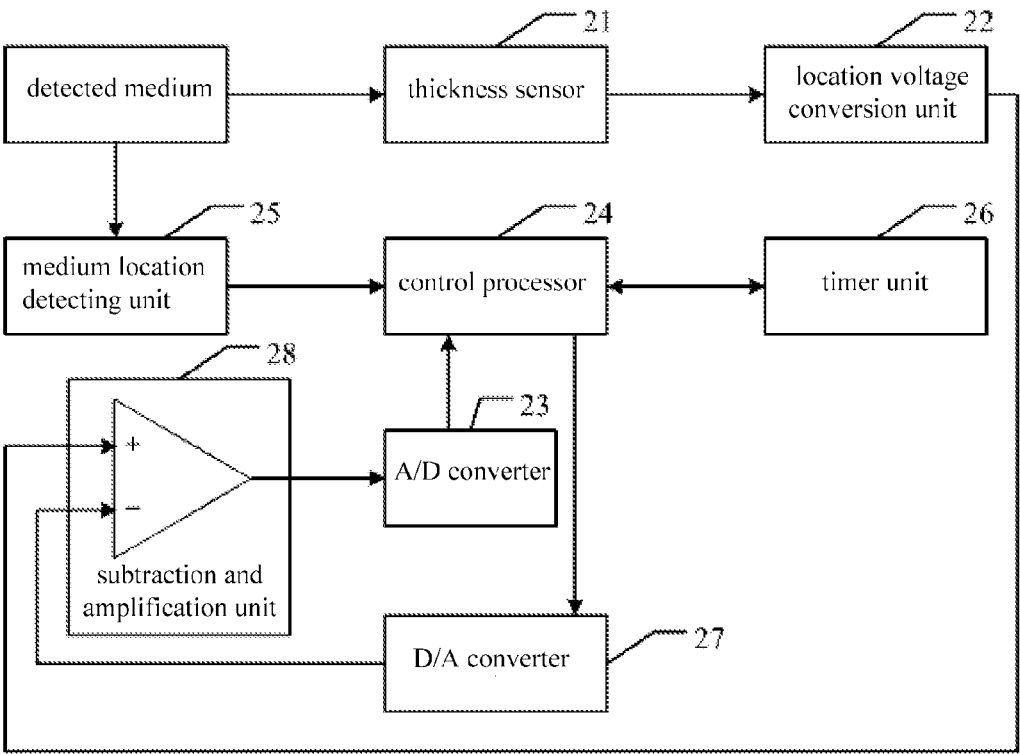 21
22
detected medium
thickness sensor
location voltage
conversion unit
25
24
26
medium location
detecting unit
control processor
timer unit
28
23
+
A/D converter
−
subtraction and
amplification unit
D/A converter
27